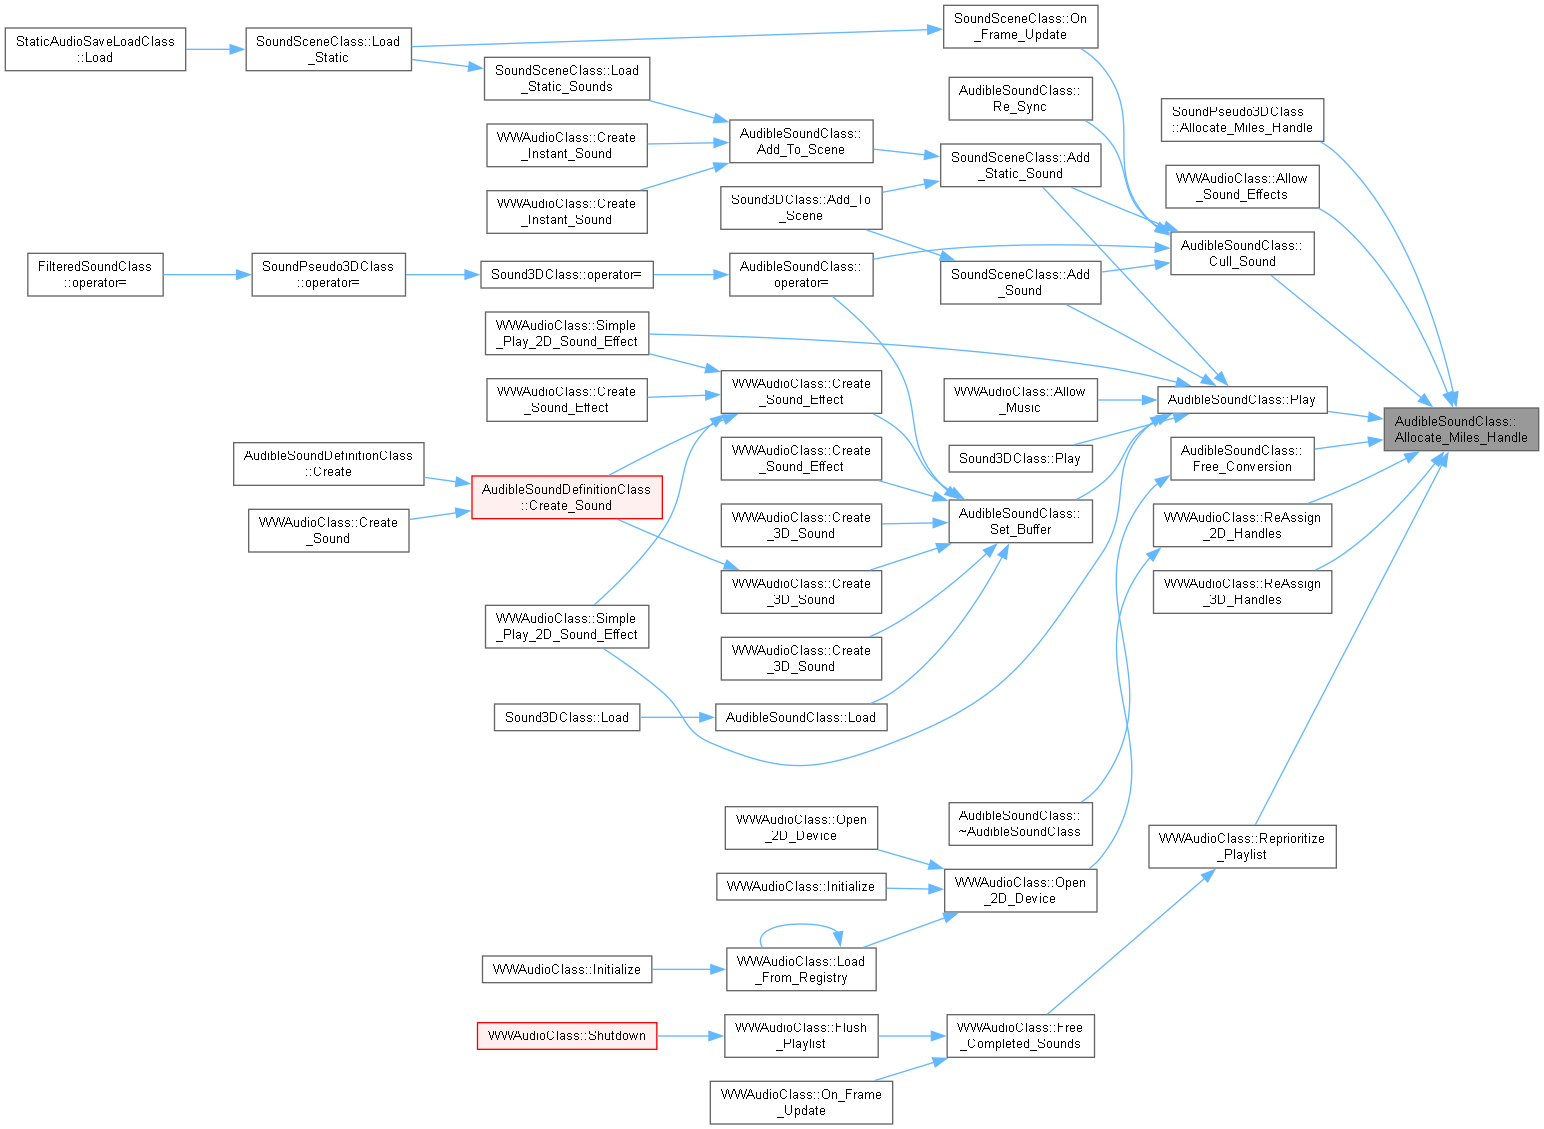 StaticAudioSaveLoadClass
::Load
SoundSceneClass::Load
_Static
SoundSceneClass::On
_Frame_Update
SoundSceneClass::Load
_Static_Sounds
AudibleSoundClass::
Re_Sync
SoundPseudo3DClass
::Allocate_Miles_Handle
WWAudioClass::Create
_Instant_Sound
AudibleSoundClass::
Add_To_Scene
SoundSceneClass::Add
_Static_Sound
WWAudioClass::Allow
_Sound_Effects
WWAudioClass::Create
_Instant_Sound
Sound3DClass::Add_To
_Scene
AudibleSoundClass::
Cull_Sound
FilteredSoundClass
::operator=
SoundPseudo3DClass
::operator=
Sound3DClass::operator=
AudibleSoundClass::
operator=
SoundSceneClass::Add
_Sound
WWAudioClass::Simple
_Play_2D_Sound_Effect
WWAudioClass::Create
_Sound_Effect
WWAudioClass::Create
_Sound_Effect
WWAudioClass::Allow
_Music
AudibleSoundClass::Play
AudibleSoundClass::
Allocate_Miles_Handle
AudibleSoundDefinitionClass
::Create
WWAudioClass::Create
_Sound_Effect
Sound3DClass::Play
AudibleSoundClass::
Free_Conversion
AudibleSoundDefinitionClass
::Create_Sound
WWAudioClass::Create
_Sound
WWAudioClass::Create
_3D_Sound
AudibleSoundClass::
Set_Buffer
WWAudioClass::ReAssign
_2D_Handles
WWAudioClass::Create
_3D_Sound
WWAudioClass::ReAssign
_3D_Handles
WWAudioClass::Simple
_Play_2D_Sound_Effect
WWAudioClass::Create
_3D_Sound
Sound3DClass::Load
AudibleSoundClass::Load
WWAudioClass::Open
_2D_Device
AudibleSoundClass::
~AudibleSoundClass
WWAudioClass::Reprioritize
_Playlist
WWAudioClass::Initialize
WWAudioClass::Open
_2D_Device
WWAudioClass::Initialize
WWAudioClass::Load
_From_Registry
WWAudioClass::Shutdown
WWAudioClass::Flush
_Playlist
WWAudioClass::Free
_Completed_Sounds
WWAudioClass::On_Frame
_Update